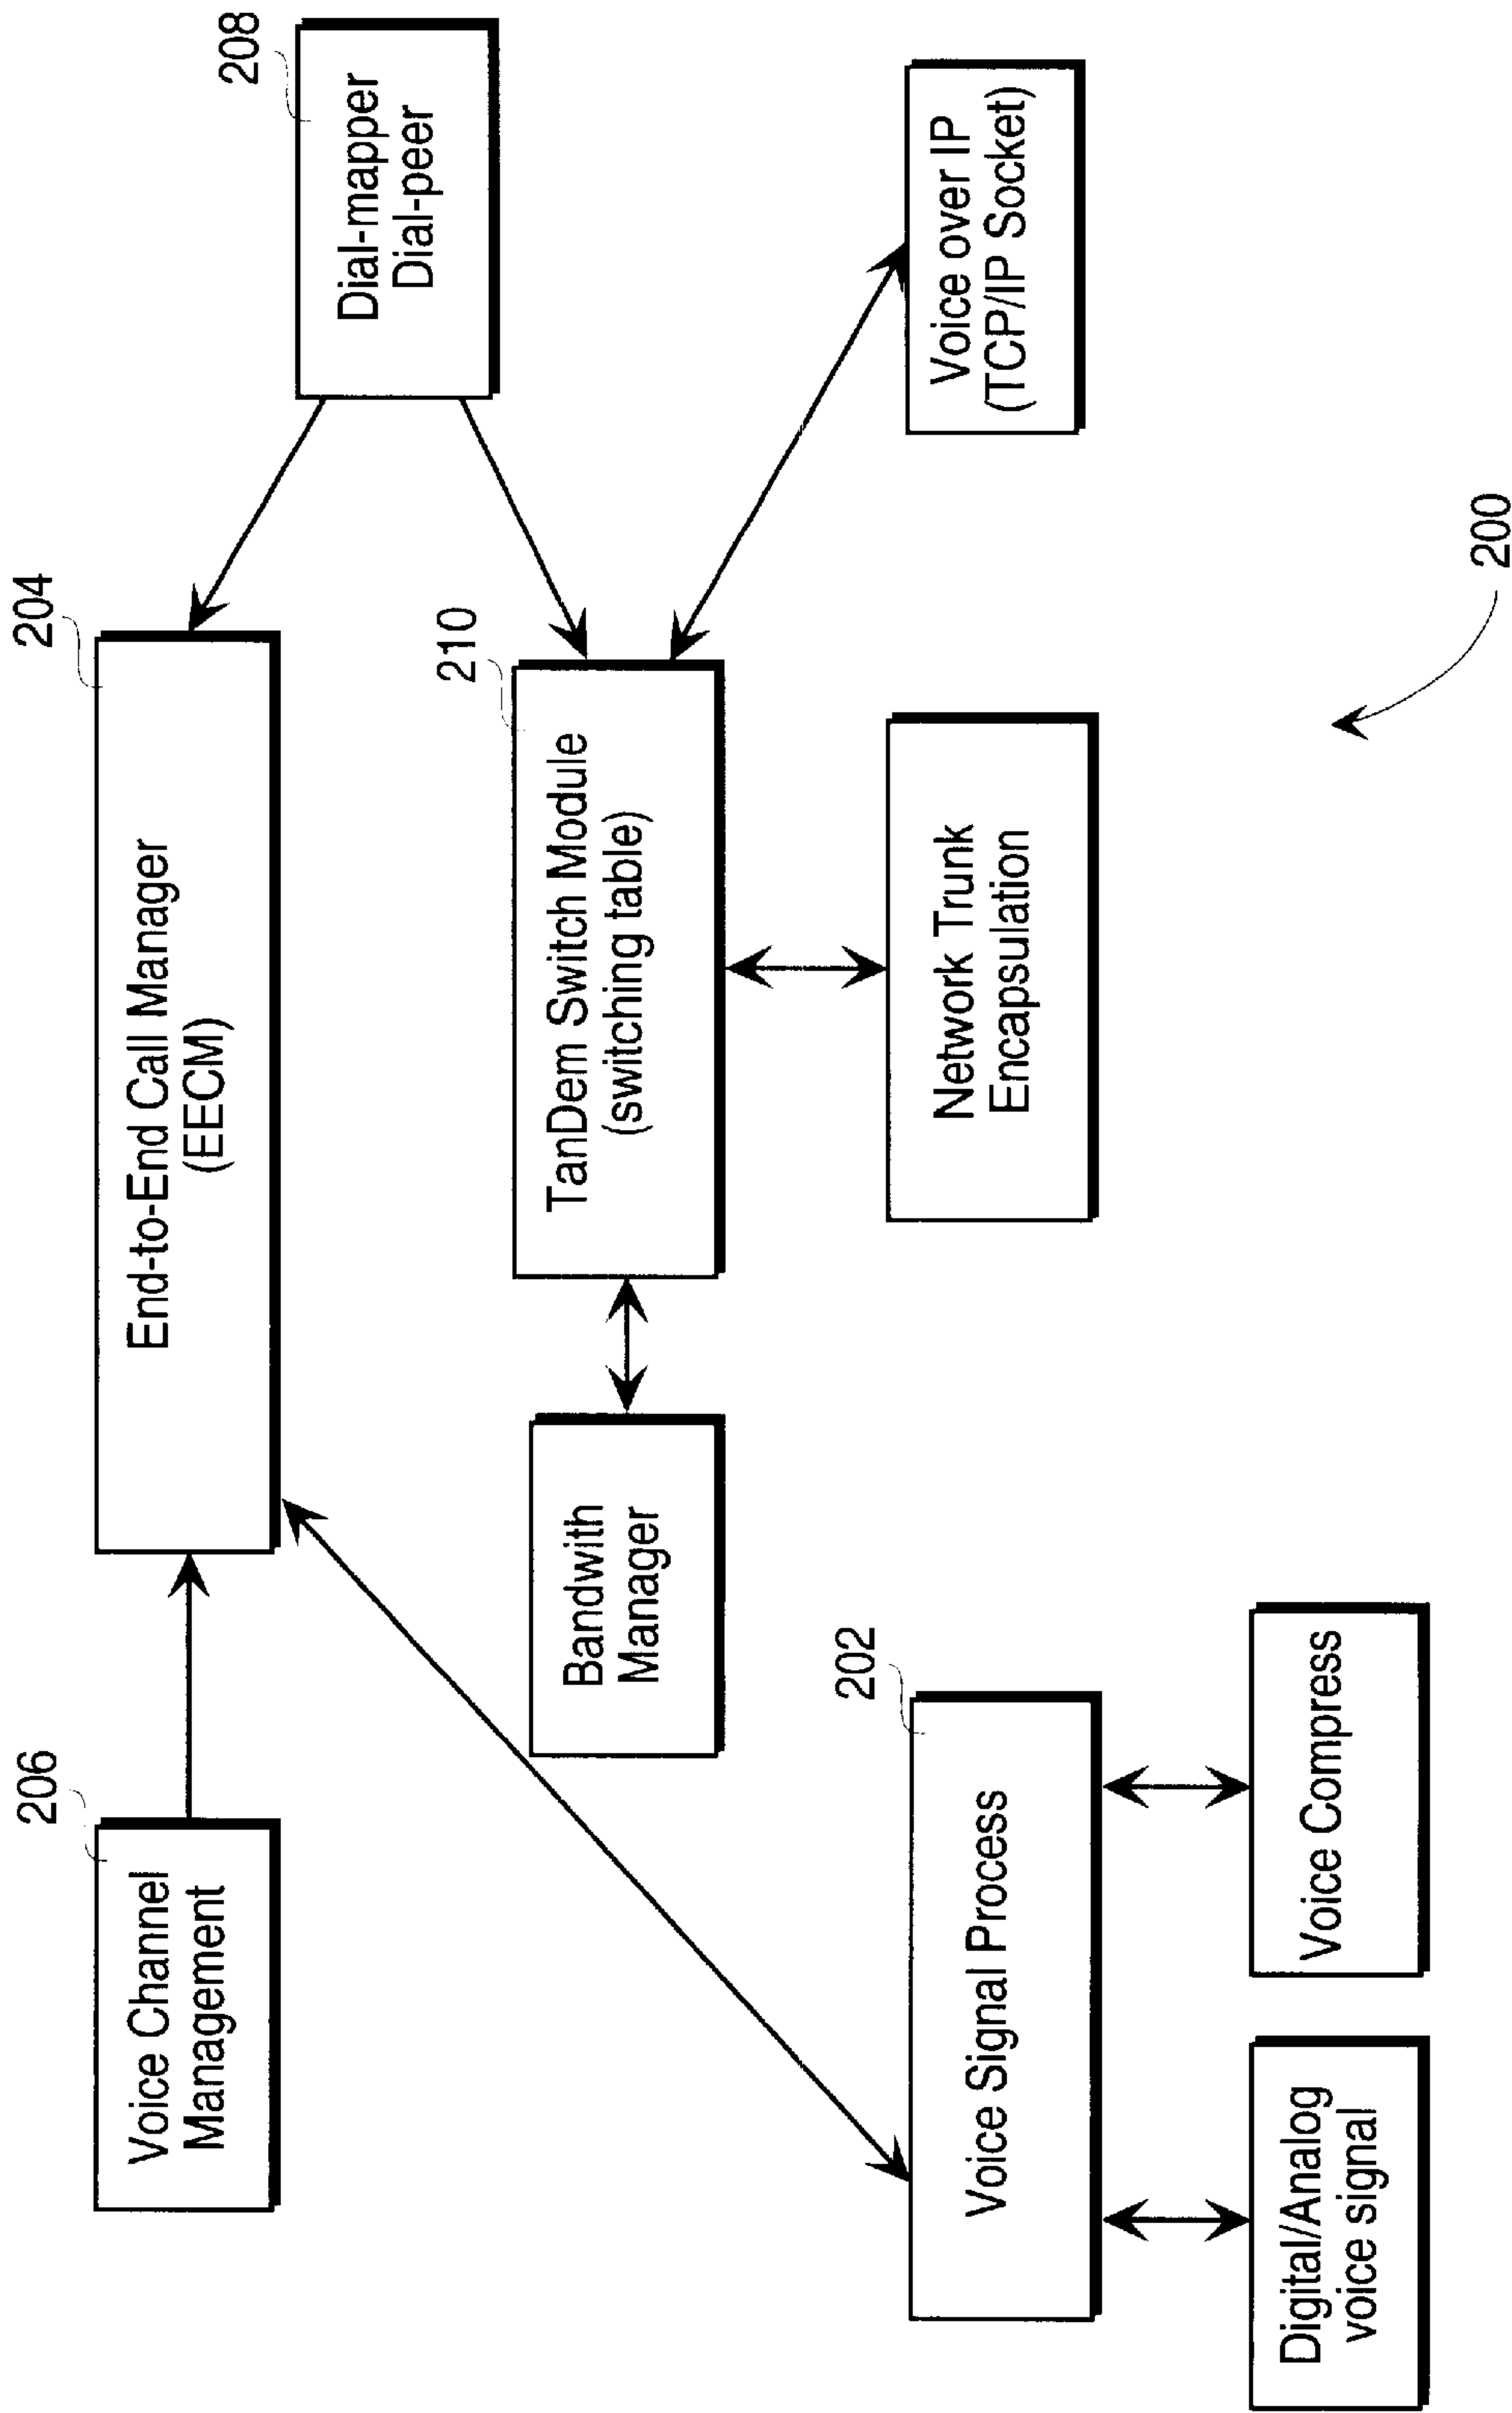 206
Voice Channel
Management
204
End-to-End Call Manager
(EECM)
208
Dial-mapper
Dial-peer
210
TanDem Switch Module
(switching table)
Bandwith
Manager
202
Voice Signal Process
Network Trunk
Encapsulation
Voice over IP
(TCP/IP Socket)
Digital/Analog
voice signal
Voice Compress
200